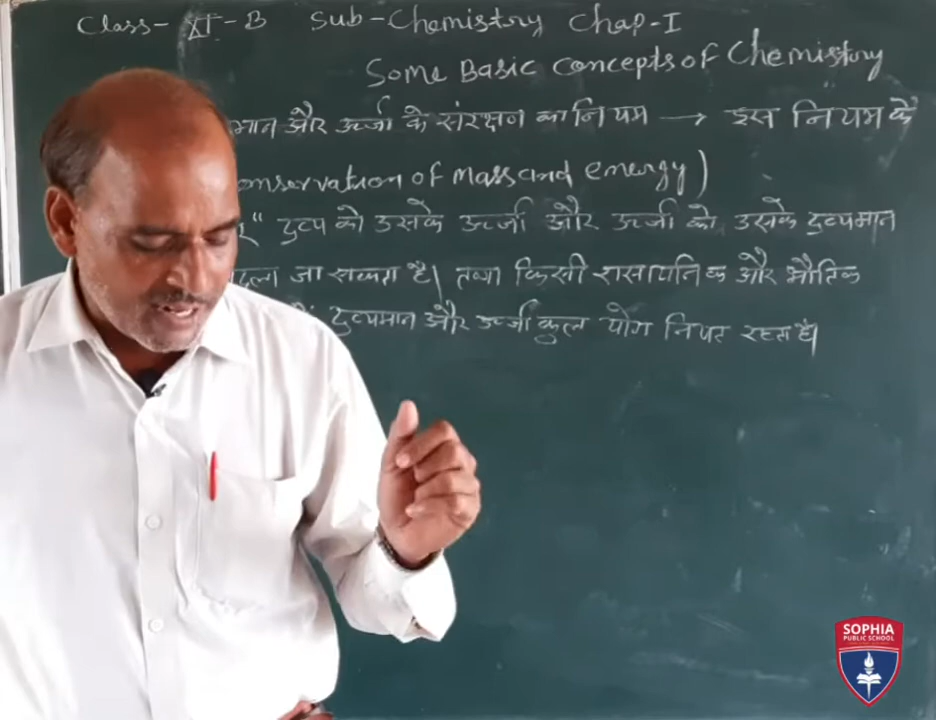 Class- XI - B Sub-Chemistry Chap-I
Some Basic concepts of Chemistry
मान और ऊर्जा के संरक्षण का नियम → इस नियम के
onservation of Mass and energy)
" द्रव्य को उसके ऊर्जा और ऊर्जा को उसके द्रव्यमान
दला जा सकता है। तथा किसी रासायनिक और भौतिक
द्रव्यमान और ऊर्जा कुल योग नियत रहता है।
SOPHIA
PUBLIC SCHOOL